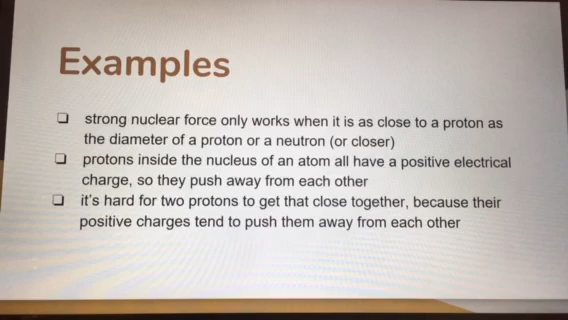 Examples
❏ strong nuclear force only works when it is as close to a proton as
the diameter of a proton or a neutron (or closer)
❏ protons inside the nucleus of an atom all have a positive electrical
charge, so they push away from each other
❏ it's hard for two protons to get that close together, because their
positive charges tend to push them away from each other